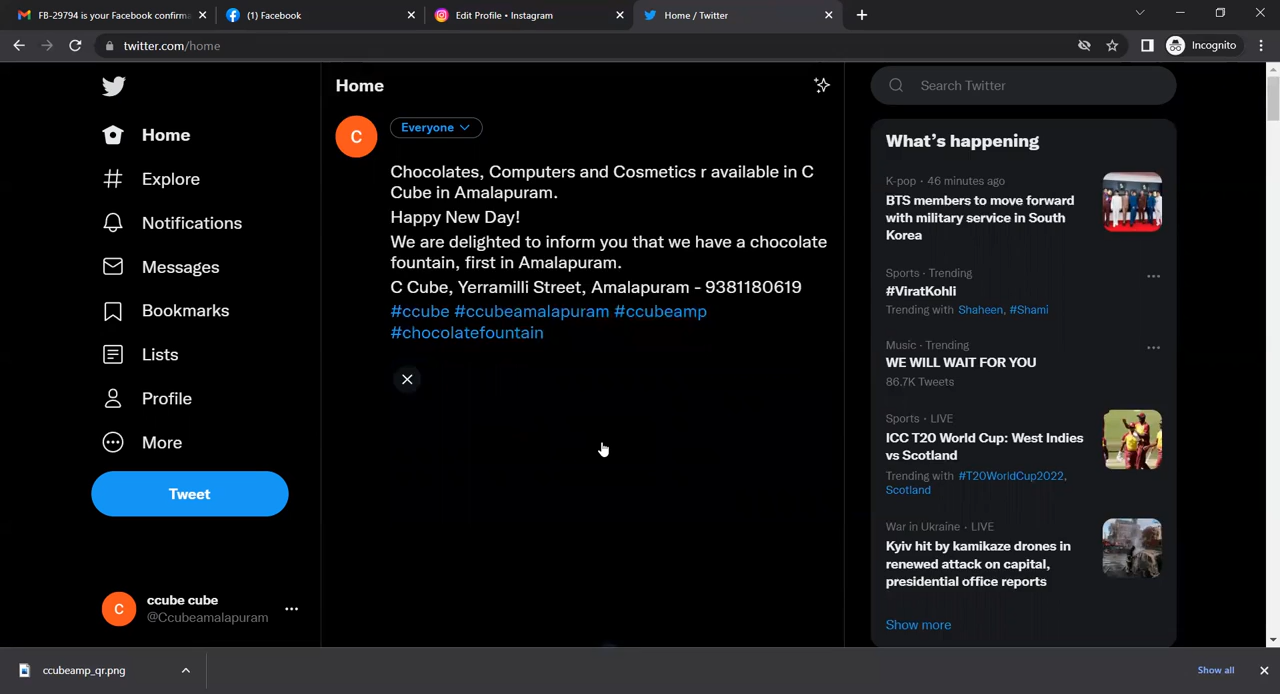 FB-29794 is your Facebook confirma
(1) Facebook
Edit Profile • Instagram
Home / Twitter
twitter.com/home
Incognito
Home
Explore
Notifications
Messages
Bookmarks
Lists
Profile
More
Tweet
ccube cube
@Ccubeamalapuram
Home
C
Everyone
Chocolates, Computers and Cosmetics r available in C
Cube in Amalapuram.
Happy New Day!
We are delighted to inform you that we have a chocolate
fountain, first in Amalapuram.
C Cube, Yerramilli Street, Amalapuram - 9381180619
#ccube #ccubeamalapuram #ccubeamp
#chocolatefountain
Search Twitter
What's happening
K-pop · 46 minutes ago
BTS members to move forward
with military service in South
Korea
Sports · Trending
#ViratKohli
Trending with Shaheen, #Shami
Music · Trending
WE WILL WAIT FOR YOU
86.7K Tweets
Sports · LIVE
ICC T20 World Cup: West Indies
vs Scotland
Trending with #T20WorldCup2022,
Scotland
War in Ukraine · LIVE
Kyiv hit by kamikaze drones in
renewed attack on capital,
presidential office reports
Show more
C
ccubeamp_qr.png
Show all